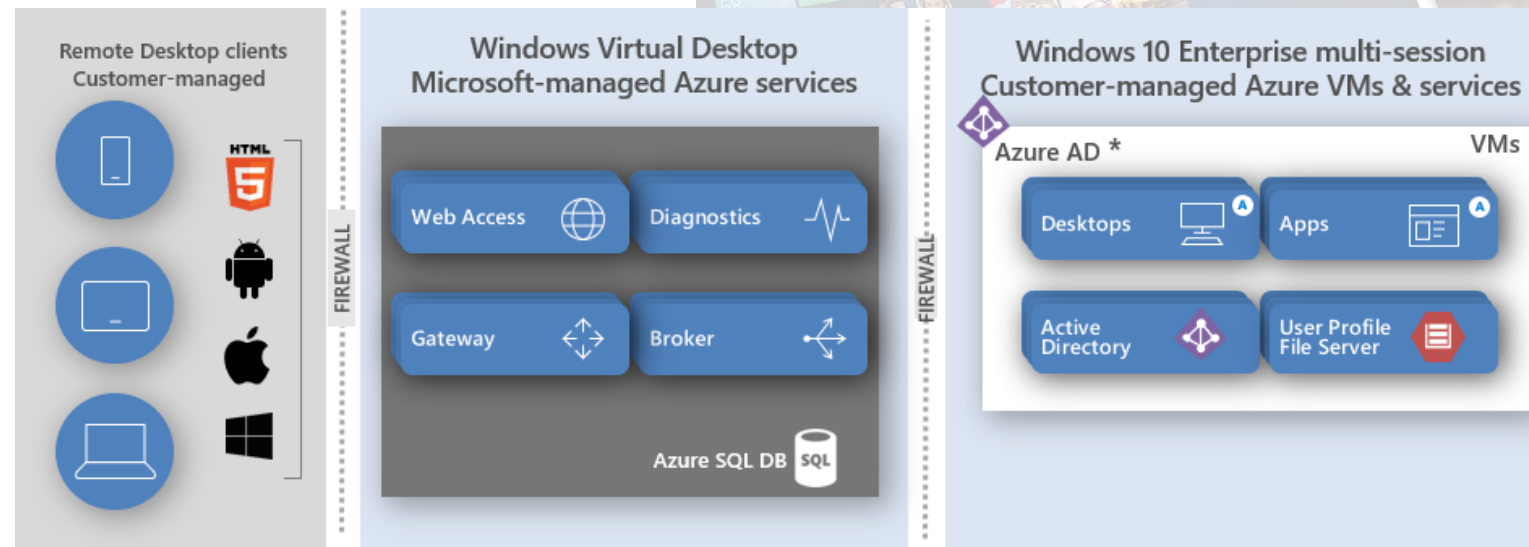 Remote Desktop clients
Customer-managed
HTML
5
FIREWALL
Windows Virtual Desktop
Microsoft-managed Azure services
Web Access
Diagnostics
Gateway
Broker
Azure SQL DB
SQL
FIREWALL
Windows 10 Enterprise multi-session
Customer-managed Azure VMs & services
Azure AD *
VMs
Desktops
A
Apps
A
Active
Directory
User Profile
File Server